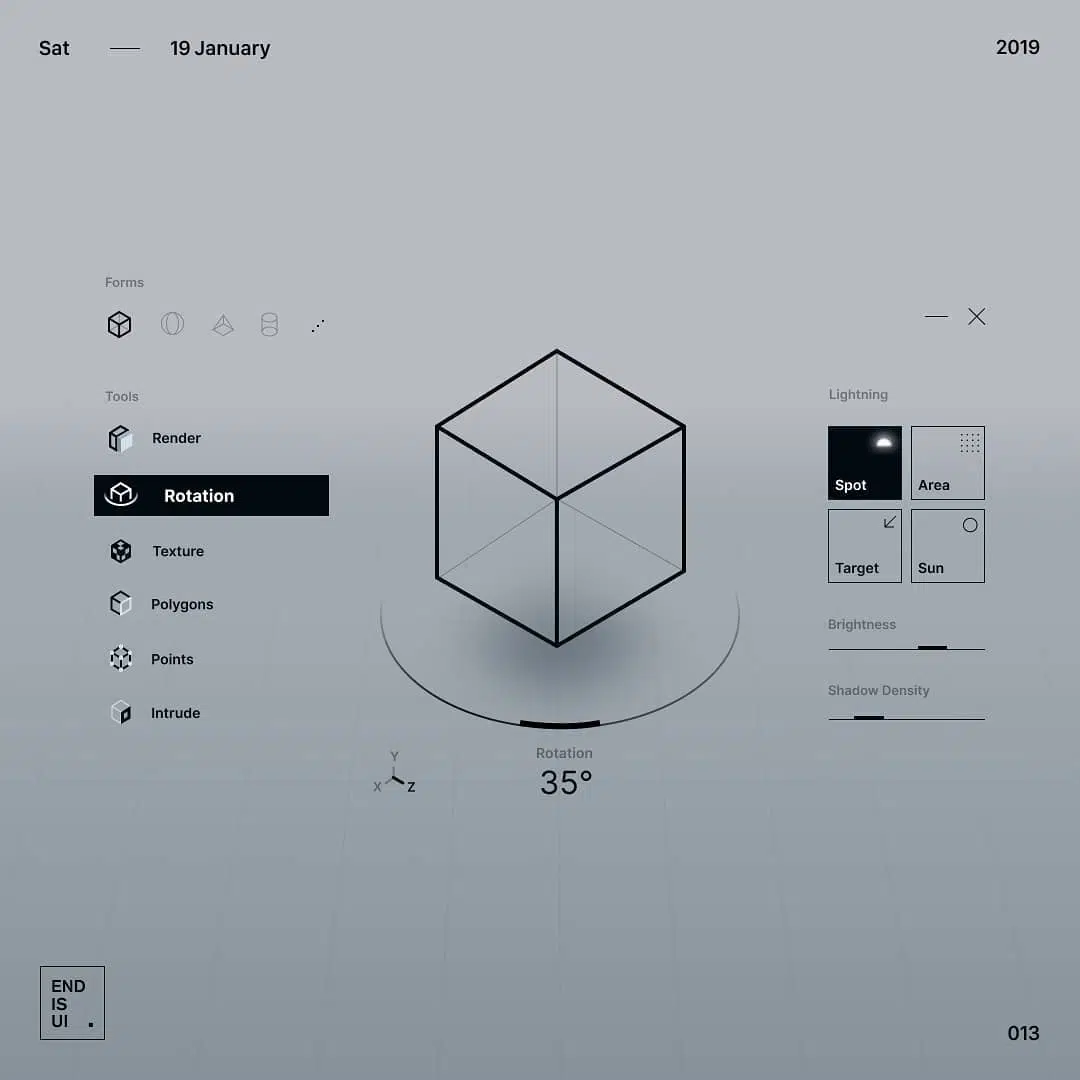 Sat — 19 January
2019
Forms
Tools
Render
Rotation
Texture
Polygons
Points
Intrude
Y
X
Z
Rotation
35°
Lightning
Spot
Area
Target
Sun
Brightness
Shadow Density
END
IS
UI .
013